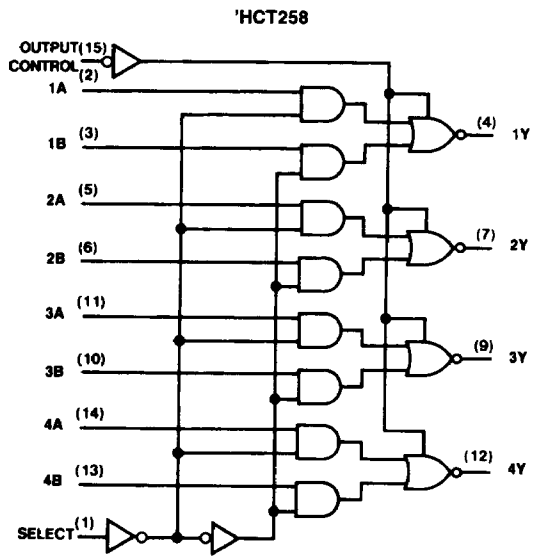 'HCT258
OUTPUT (15)
CONTROL
1A (2)
1B (3)
(4) 1Y
2A (5)
2B (6)
(7) 2Y
3A (11)
3B (10)
(9) 3Y
4A (14)
4B (13)
(12) 4Y
SELECT (1)